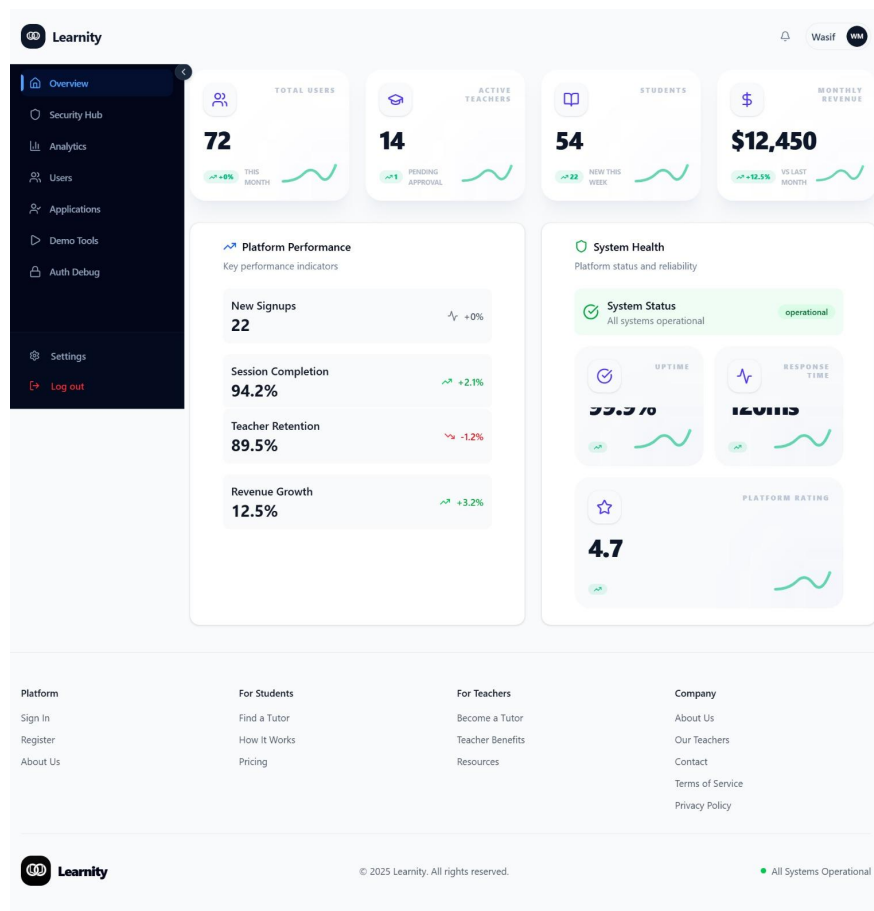 Learnity
Wasif
WM
Overview
Security Hub
Analytics
Users
Applications
Demo Tools
Auth Debug
Settings
Log out
TOTAL USERS
72
+0%
THIS
MONTH
ACTIVE
TEACHERS
14
1
PENDING
APPROVAL
STUDENTS
54
22
NEW THIS
WEEK
MONTHLY
REVENUE
$12,450
+12.5%
VS LAST
MONTH
Platform Performance
Key performance indicators
New Signups
22
+0%
Session Completion
94.2%
+2.1%
Teacher Retention
89.5%
-1.2%
Revenue Growth
12.5%
+3.2%
System Health
Platform status and reliability
System Status
All systems operational
operational
UPTIME
99.9%
RESPONSE
TIME
120ms
PLATFORM RATING
4.7
Platform
Sign In
Register
About Us
For Students
Find a Tutor
How It Works
Pricing
For Teachers
Become a Tutor
Teacher Benefits
Resources
Company
About Us
Our Teachers
Contact
Terms of Service
Privacy Policy
Learnity
© 2025 Learnity. All rights reserved.
All Systems Operational